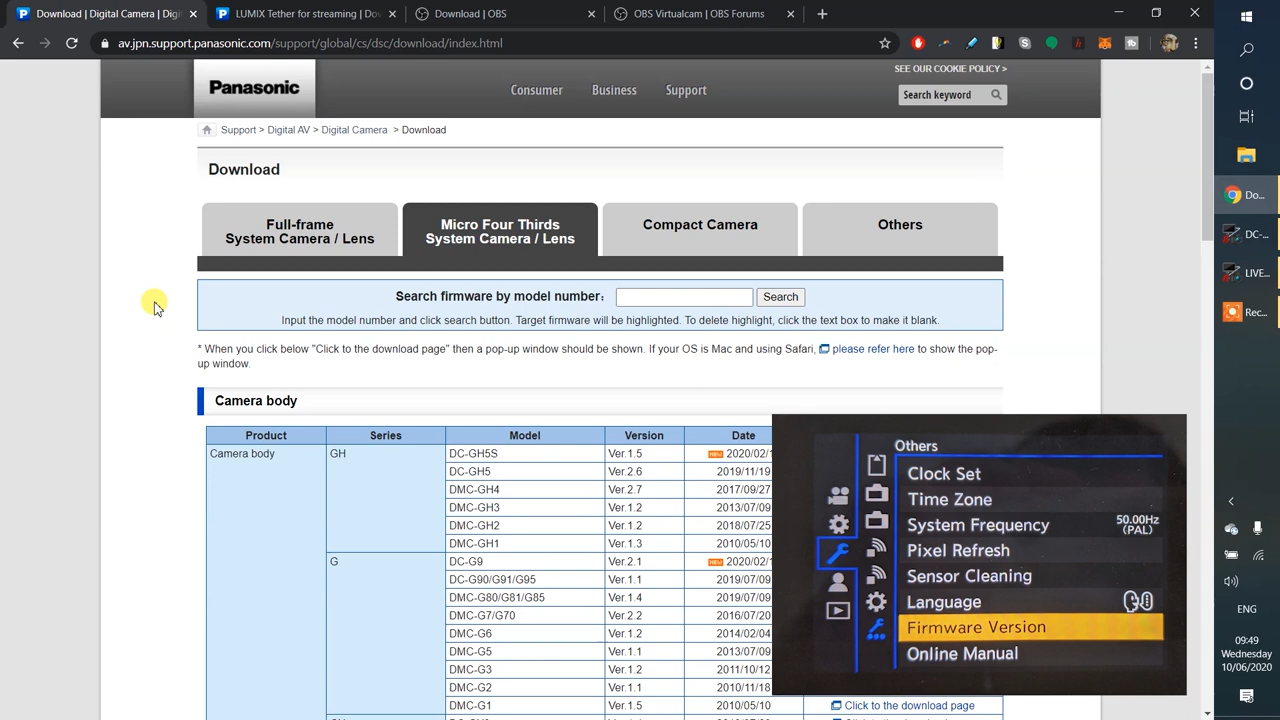 Download | Digital Camera | Digi
LUMIX Tether for streaming | Do
Download | OBS
OBS Virtualcam | OBS Forums
av.jpn.support.panasonic.com/support/global/cs/dsc/download/index.html
SEE OUR COOKIE POLICY >
Panasonic
Consumer Business Support
Search keyword
Support > Digital AV > Digital Camera > Download
Download
Full-frame
System Camera / Lens
Micro Four Thirds
System Camera / Lens
Compact Camera
Others
Search firmware by model number:
Search
Input the model number and click search button. Target firmware will be highlighted. To delete highlight, click the text box to make it blank.
* When you click below "Click to the download page" then a pop-up window should be shown. If your OS is Mac and using Safari, please refer here to show the pop-
up window.
Camera body
Product Series Model Version Date
Camera body GH DC-GH5S Ver.1.5 NEW 2020/02/1
DC-GH5 Ver.2.6 2019/11/19
DMC-GH4 Ver.2.7 2017/09/27
DMC-GH3 Ver.1.2 2013/07/09
DMC-GH2 Ver.1.2 2018/07/25
DMC-GH1 Ver.1.3 2010/05/10
G DC-G9 Ver.2.1 NEW 2020/02/1
DC-G90/G91/G95 Ver.1.1 2019/07/09
DMC-G80/G81/G85 Ver.1.4 2019/07/09
DMC-G7/G70 Ver.2.2 2016/07/20
DMC-G6 Ver.1.2 2014/02/04
DMC-G5 Ver.1.1 2013/07/09
DMC-G3 Ver.1.2 2011/10/12
DMC-G2 Ver.1.1 2010/11/18
DMC-G1 Ver.1.5 2010/05/10 Click to the download page
Others
Clock Set
Time Zone
System Frequency 50.00Hz
(PAL)
Pixel Refresh
Sensor Cleaning
Language
Firmware Version
Online Manual
Do...
DC-...
LIVE...
Rec...
ENG
09:49
Wednesday
10/06/2020